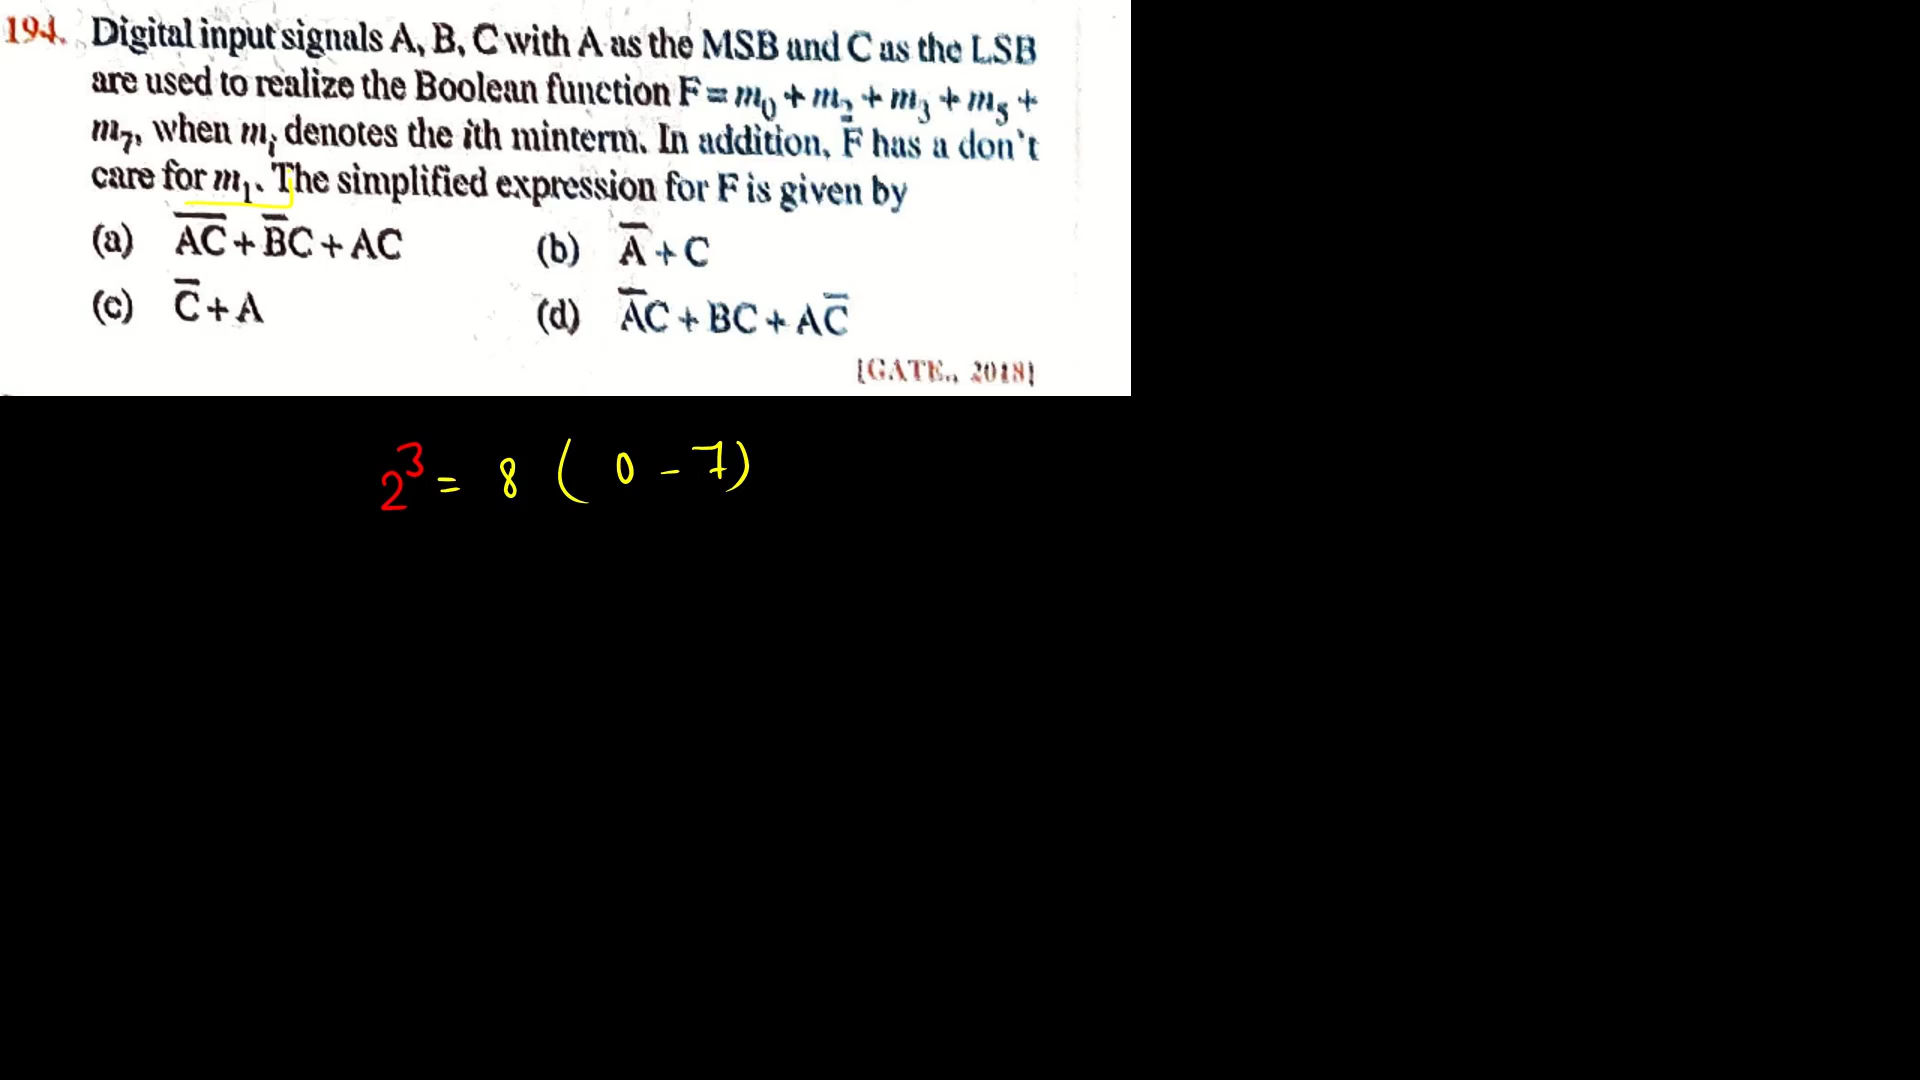 194. Digital input signals A, B, C with A as the MSB and C as the LSB
are used to realize the Boolean function F = m₀ + m₂ + m₃ + m₅ +
m₇, when mᵢ denotes the ith minterm. In addition, F has a don't
care for m₁. The simplified expression for F is given by
(a) A̅C̅ + B̅C + AC (b) A̅ + C
(c) C̅ + A (d) A̅C + BC + AC̅
[GATE., 2018]
2³ = 8 ( 0 - 7)